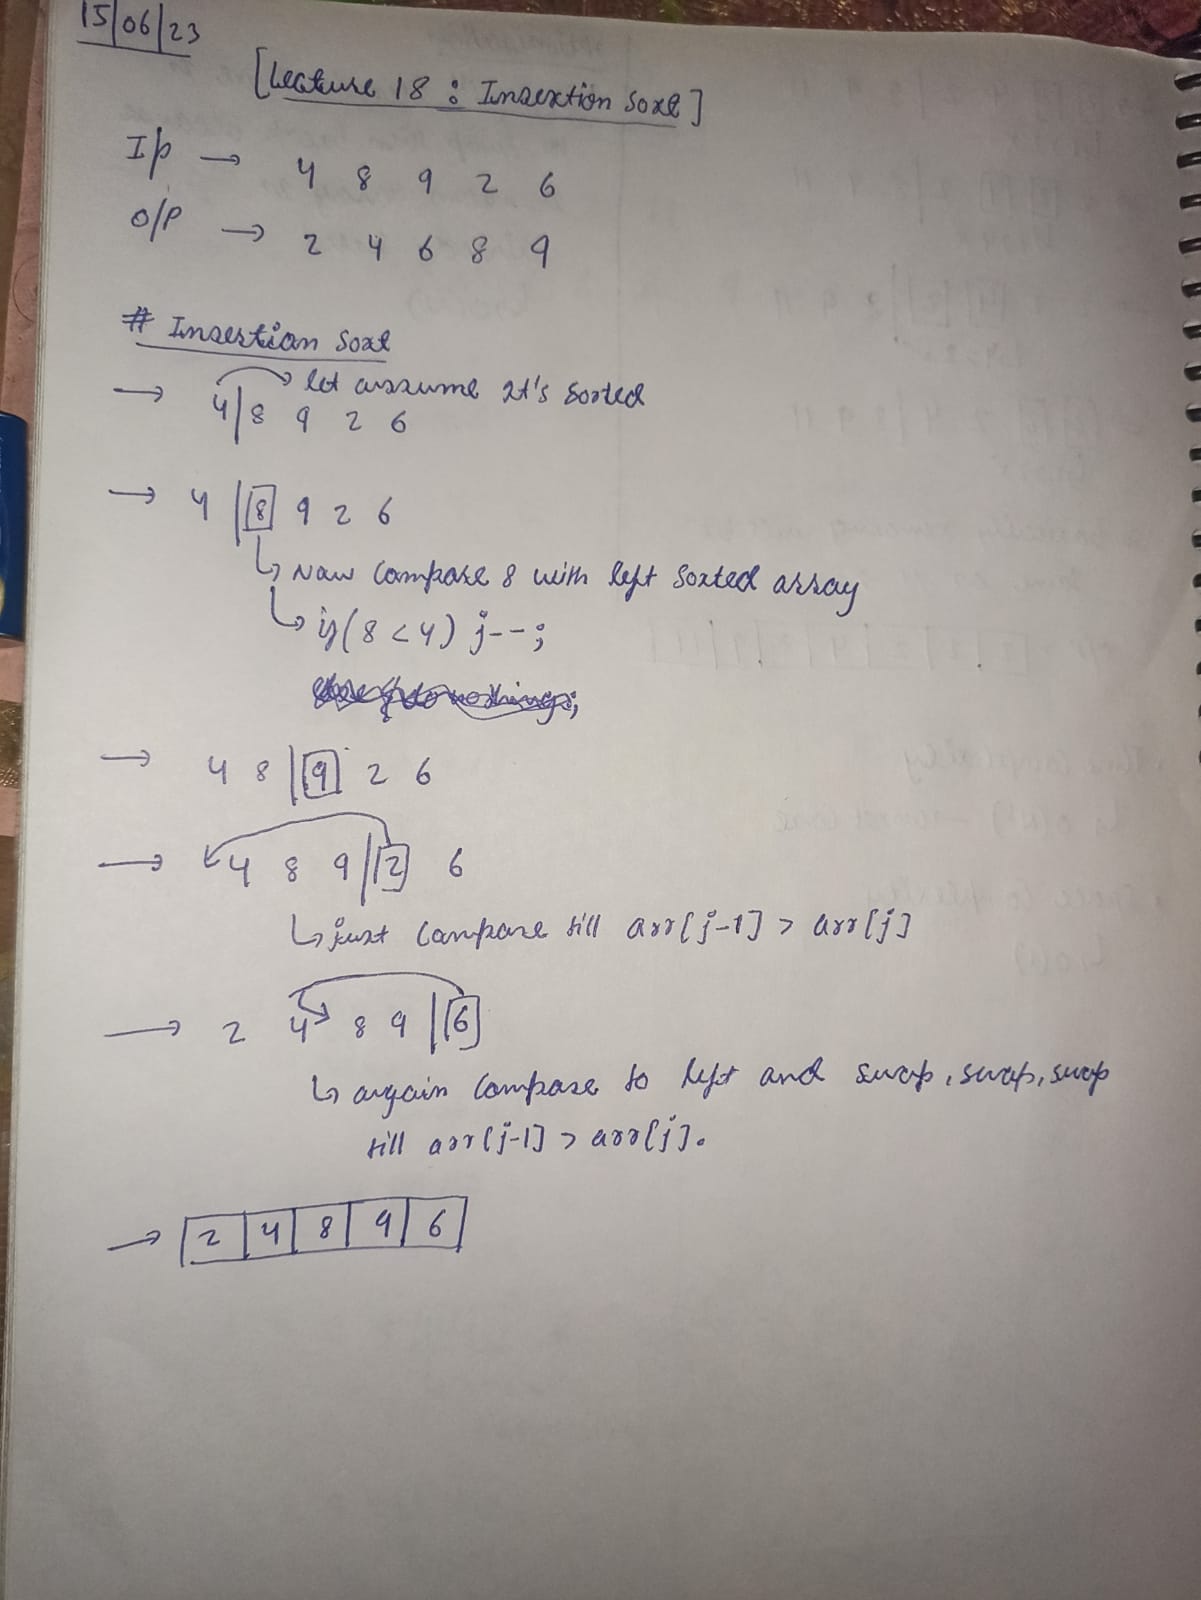 15/06/23
[Lecture 18 : Insertion Sort]
I/p → 4 8 9 2 6
O/P → 2 4 6 8 9
# Insertion Sort
let assume it's sorted
→ 4 | 8 9 2 6
→ 4 | 8 9 2 6
↳ Now compare 8 with left sorted array
↳ if (8 < 4) j--;
→ 4 8 | 9 2 6
→ 4 8 9 | 2 6
↳ just compare till arr[j-1] > arr[j]
→ 2 4 8 9 | 6
↳ again compare to left and swap, swap, swap
till arr[j-1] > arr[j].
→ | 2 | 4 | 8 | 9 | 6 |